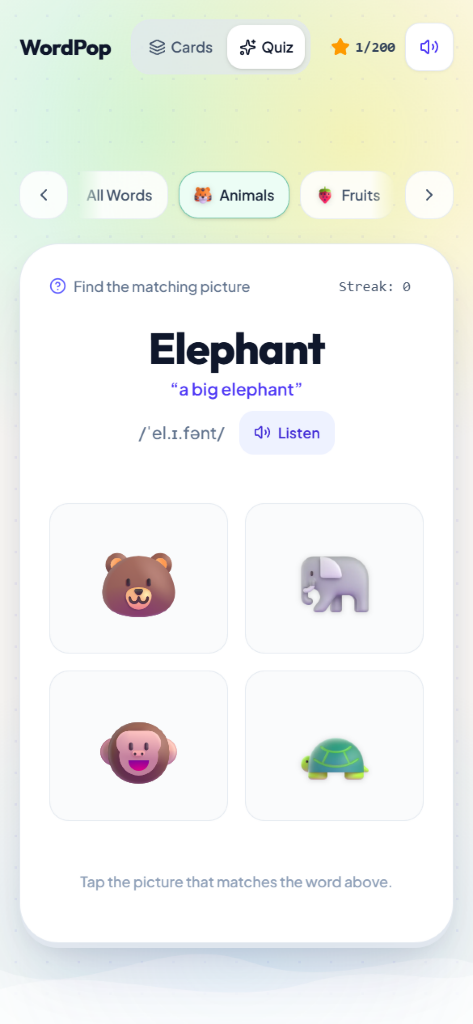 WordPop Cards Quiz 1/200
All Words Animals Fruits
Find the matching picture Streak: 0
Elephant
“a big elephant”
/ˈel.ɪ.fənt/ Listen
Tap the picture that matches the word above.